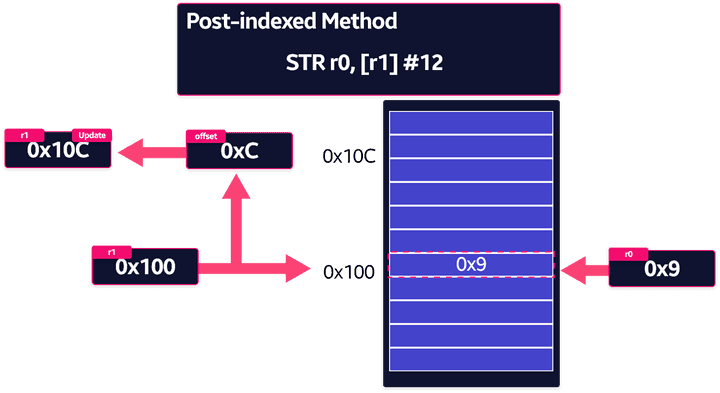 Post-indexed Method
STR r0, [r1] #12
r1
Update
0x10C
offset
0xC
0x10C
r1
0x100
0x100
0x9
r0
0x9